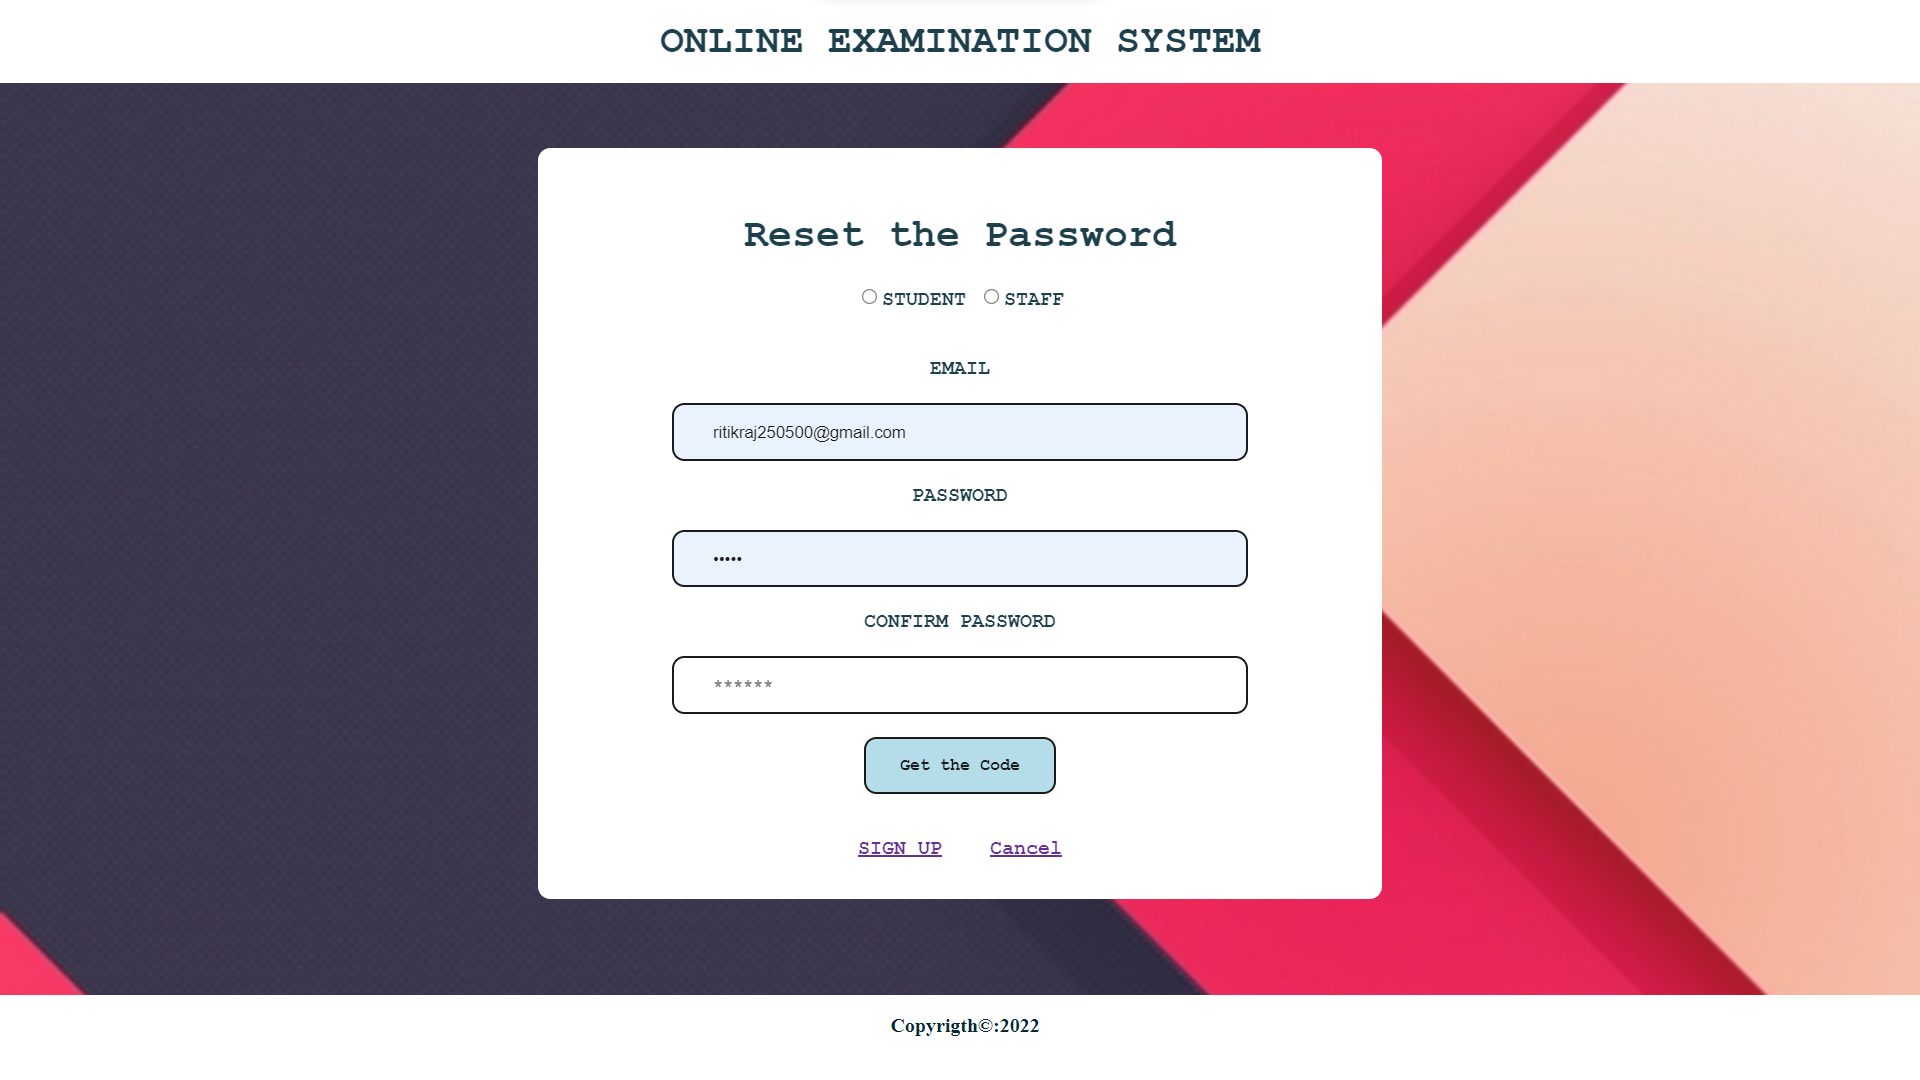 ONLINE EXAMINATION SYSTEM
Reset the Password
STUDENT STAFF
EMAIL
ritikraj250500@gmail.com
PASSWORD
•••••
CONFIRM PASSWORD
******
Get the Code
SIGN UP Cancel
Copyrigth©:2022